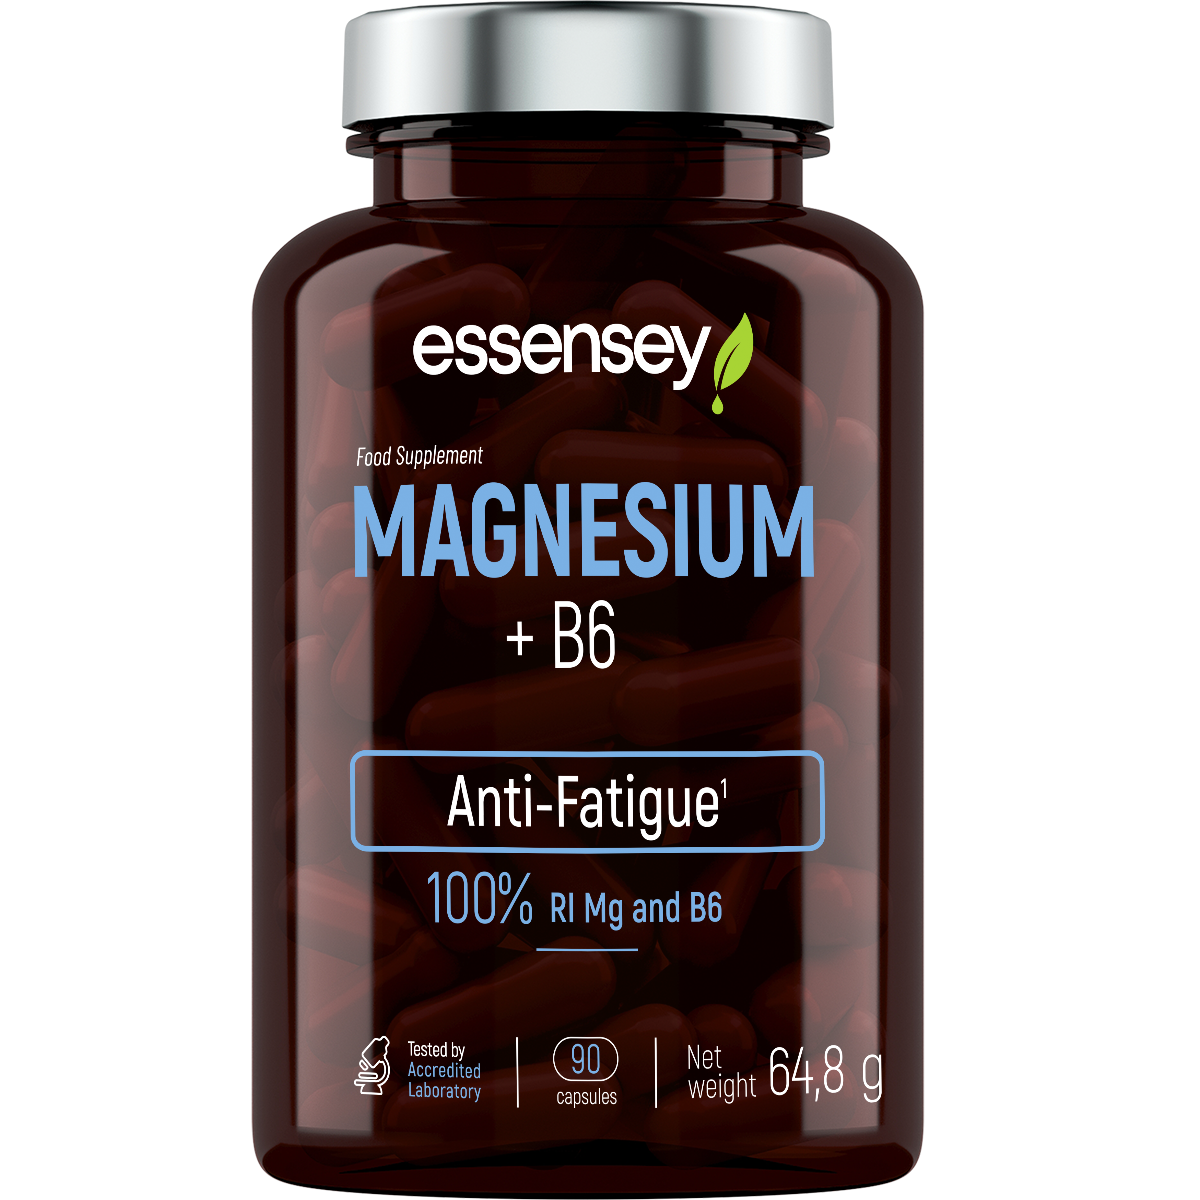 essensey
Food Supplement
MAGNESIUM
+ B6
Anti-Fatigue¹
100% RI Mg and B6
Tested by
Accredited
Laboratory
90
capsules
Net
weight 64,8 g